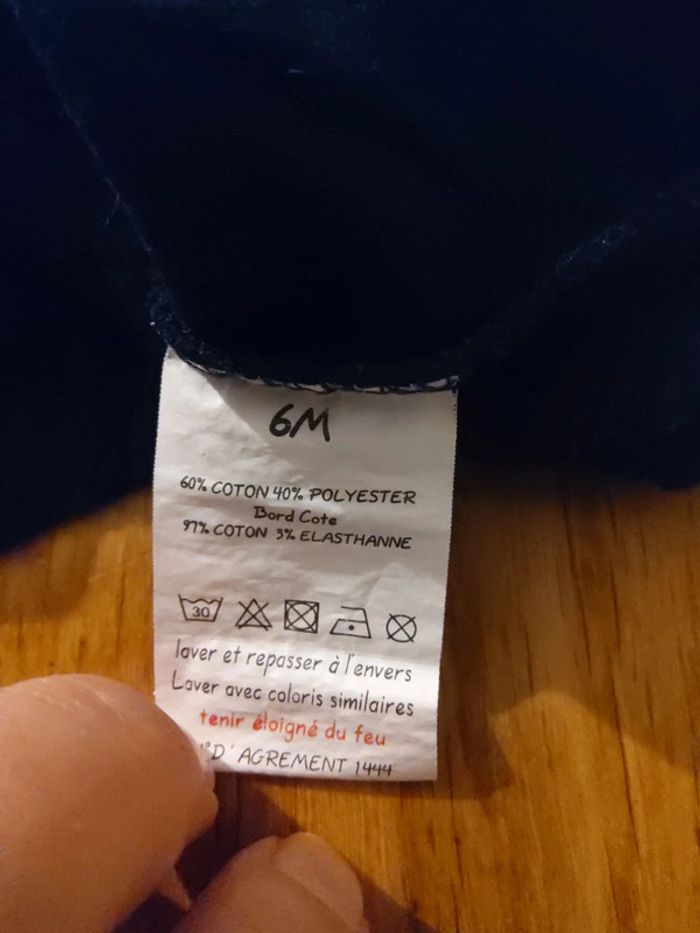 6M
60% COTON 40% POLYESTER
Bord Cote
97% COTON 3% ELASTHANNE
30
laver et repasser à l'envers
Laver avec coloris similaires
tenir éloigné du feu
°D'AGREMENT 1444